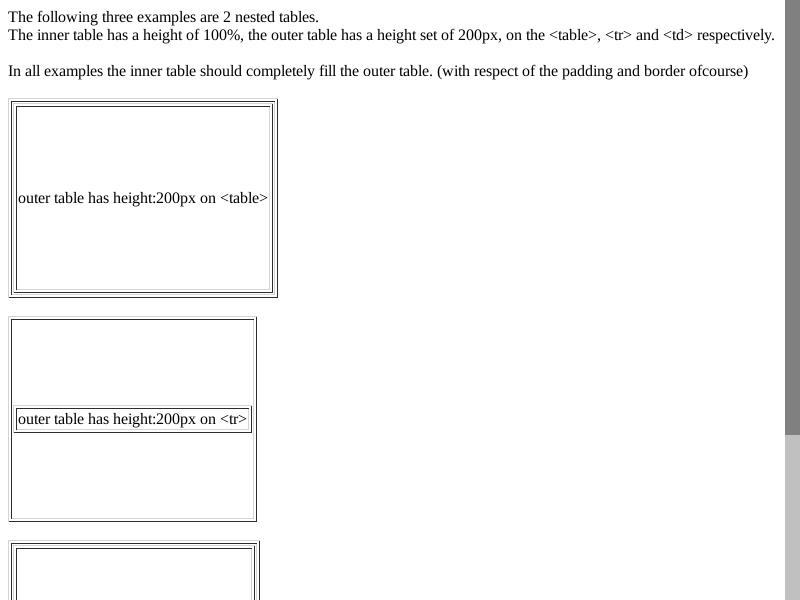 The following three examples are 2 nested tables.
The inner table has a height of 100%, the outer table has a height set of 200px, on the <table>, <tr> and <td> respectively.
In all examples the inner table should completely fill the outer table. (with respect of the padding and border ofcourse)
outer table has height:200px on <table>
outer table has height:200px on <tr>